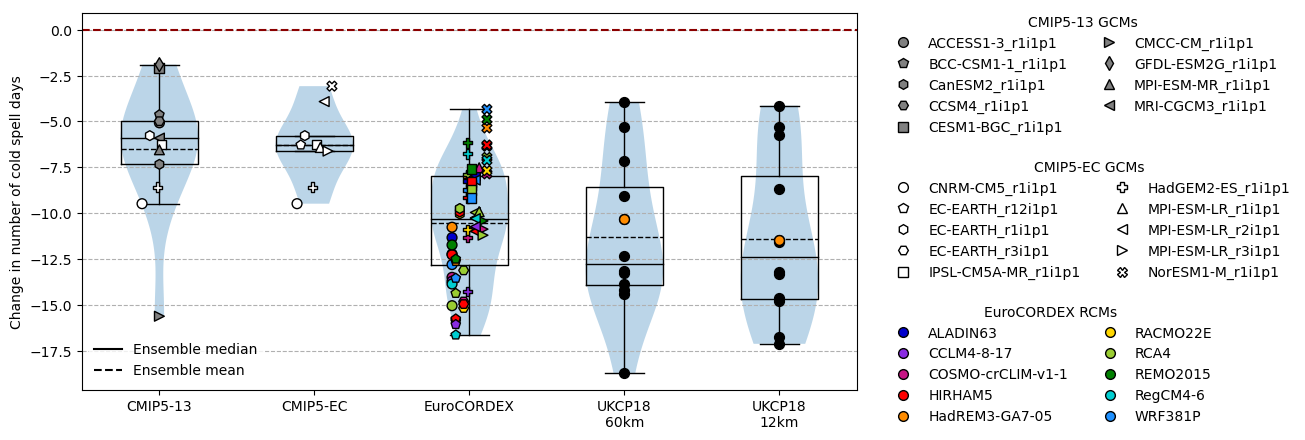 Change in number of cold spell days
0.0
−2.5
−5.0
−7.5
−10.0
−12.5
−15.0
−17.5
Ensemble median
Ensemble mean
CMIP5-13
CMIP5-EC
EuroCORDEX
UKCP18
60km
UKCP18
12km
CMIP5-13 GCMs
ACCESS1-3_r1i1p1
BCC-CSM1-1_r1i1p1
CanESM2_r1i1p1
CCSM4_r1i1p1
CESM1-BGC_r1i1p1
CMCC-CM_r1i1p1
GFDL-ESM2G_r1i1p1
MPI-ESM-MR_r1i1p1
MRI-CGCM3_r1i1p1
CMIP5-EC GCMs
CNRM-CM5_r1i1p1
EC-EARTH_r12i1p1
EC-EARTH_r1i1p1
EC-EARTH_r3i1p1
IPSL-CM5A-MR_r1i1p1
HadGEM2-ES_r1i1p1
MPI-ESM-LR_r1i1p1
MPI-ESM-LR_r2i1p1
MPI-ESM-LR_r3i1p1
NorESM1-M_r1i1p1
EuroCORDEX RCMs
ALADIN63
CCLM4-8-17
COSMO-crCLIM-v1-1
HIRHAM5
HadREM3-GA7-05
RACMO22E
RCA4
REMO2015
RegCM4-6
WRF381P